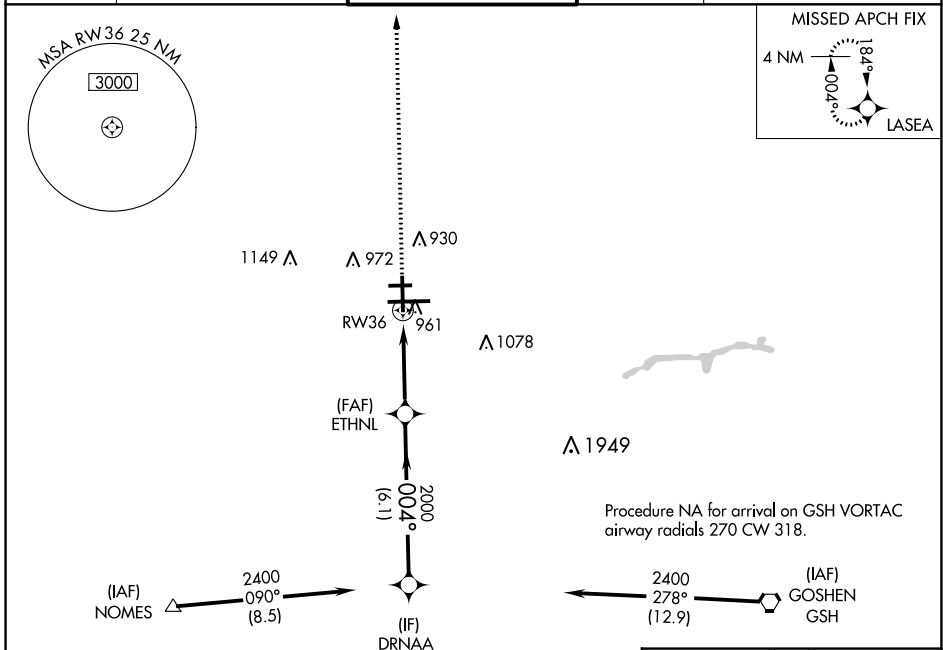 MSA RW36 25 NM
3000
MISSED APCH FIX
4 NM
184°
004°
LASEA
930
1149
972
RW36
961
1078
(FAF)
ETHNL
1949
2000
004°
(6.1)
Procedure NA for arrival on GSH VORTAC
airway radials 270 CW 318.
(IAF)
NOMES
2400
090°
(8.5)
(IF)
DRNAA
2400
278°
(12.9)
(IAF)
GOSHEN
GSH